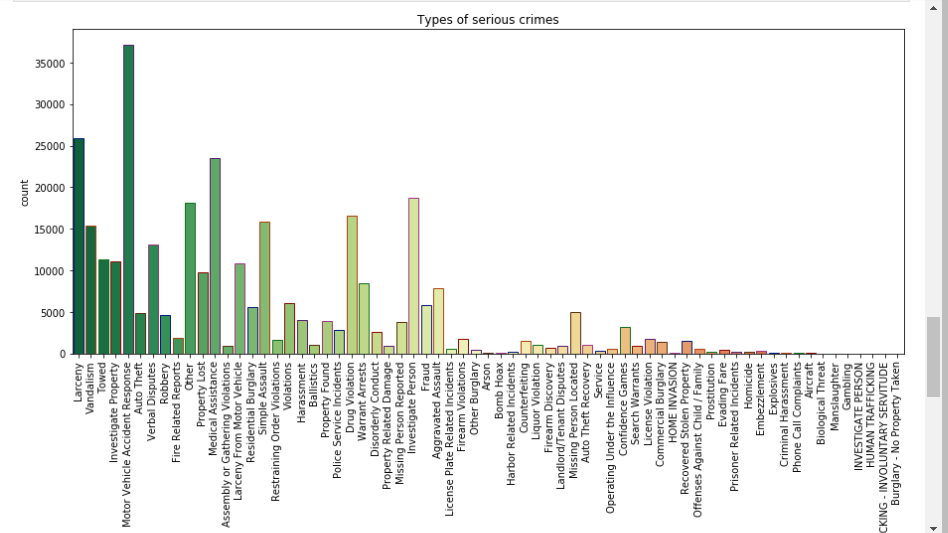 Types of serious crimes
count
35000
30000
25000
20000
15000
10000
5000
0
Larceny
Vandalism
Towed
Investigate Property
Motor Vehicle Accident Response
Auto Theft
Verbal Disputes
Robbery
Fire Related Reports
Other
Property Lost
Medical Assistance
Assembly or Gathering Violations
Larceny From Motor Vehicle
Residential Burglary
Simple Assault
Restraining Order Violations
Violations
Harassment
Ballistics
Property Found
Police Service Incidents
Drug Violation
Warrant Arrests
Disorderly Conduct
Property Related Damage
Missing Person Reported
Investigate Person
Fraud
Aggravated Assault
License Plate Related Incidents
Firearm Violations
Other Burglary
Arson
Bomb Hoax
Harbor Related Incidents
Counterfeiting
Liquor Violation
Firearm Discovery
Landlord/Tenant Disputes
Missing Person Located
Auto Theft Recovery
Service
Operating Under the Influence
Confidence Games
Search Warrants
License Violation
Commercial Burglary
HOME INVASION
Recovered Stolen Property
Offenses Against Child / Family
Prostitution
Evading Fare
Prisoner Related Incidents
Homicide
Embezzlement
Explosives
Criminal Harassment
Phone Call Complaints
Aircraft
Biological Threat
Manslaughter
Gambling
INVESTIGATE PERSON
HUMAN TRAFFICKING
CKING - INVOLUNTARY SERVITUDE
Burglary - No Property Taken